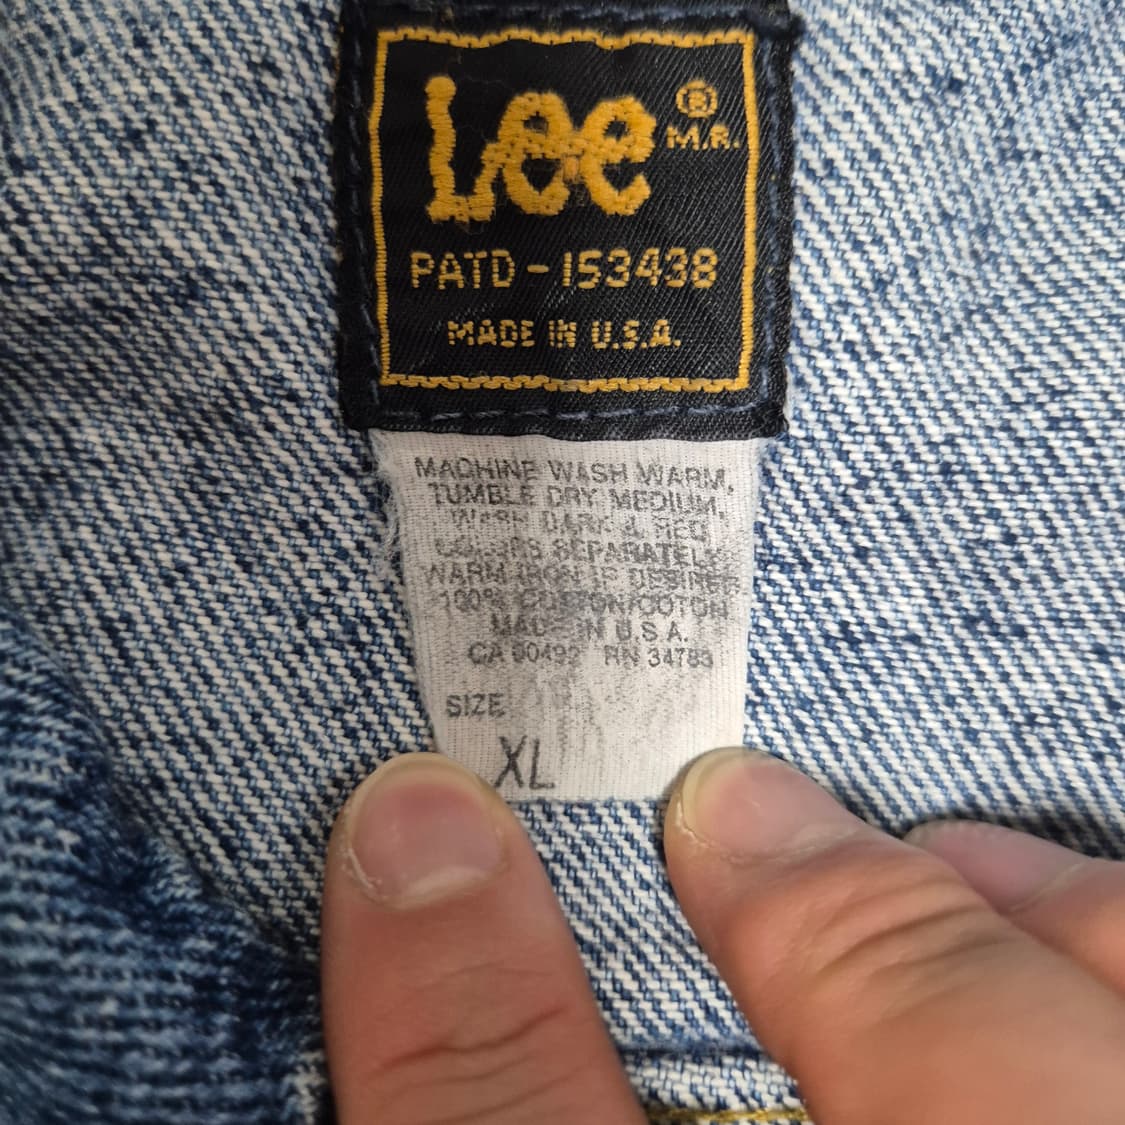 Lee ®
M.R.
PATD-153438
MADE IN U.S.A.
MACHINE WASH WARM,
TUMBLE DRY MEDIUM,
WASH DARK & RED
COLORS SEPARATELY
WARM IRON IF DESIRED
100% COTTON/COTON
MADE IN U.S.A.
CA 00492 RN 34783
SIZE
XL